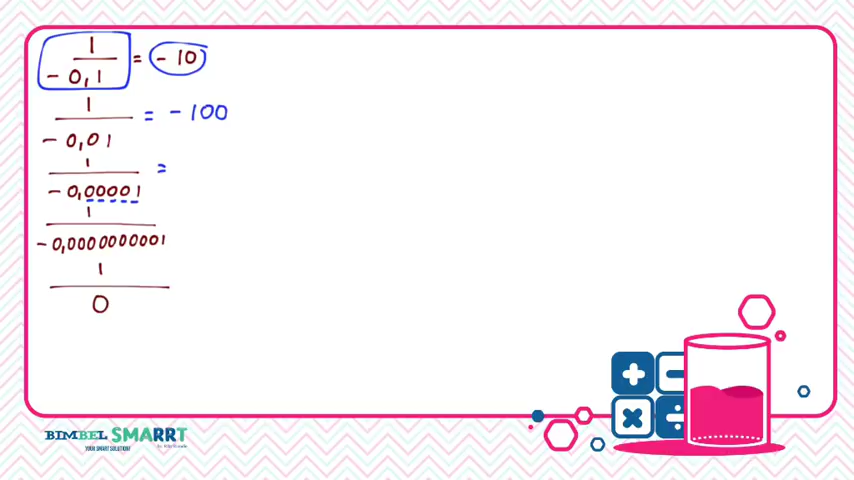 1
- 0,1
= - 10
1
- 0,01
= - 100
1
- 0,00001
=
1
- 0,0000000001
1
0
BIMBEL SMARRT
YOUR SMART SOLUTION!